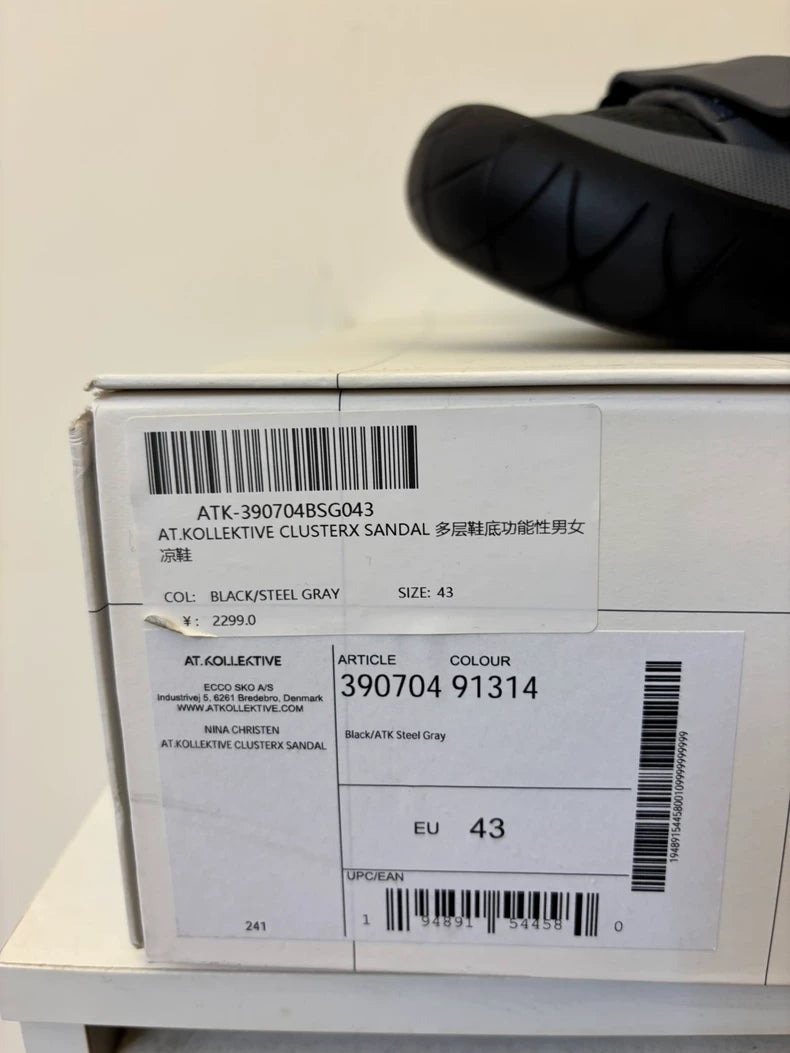 ATK-390704BSG043
AT.KOLLEKTIVE CLUSTERX SANDAL 多层鞋底功能性男女
凉鞋
COL: BLACK/STEEL GRAY SIZE: 43
¥: 2299.0
AT.KOLLEKTIVE
ECCO SKO A/S
Industrivej 5, 6261 Bredebro, Denmark
WWW.ATKOLLEKTIVE.COM
NINA CHRISTEN
AT.KOLLEKTIVE CLUSTERX SANDAL
241
ARTICLE COLOUR
390704 91314
Black/ATK Steel Gray
EU 43
UPC/EAN
1 94891 54458 0